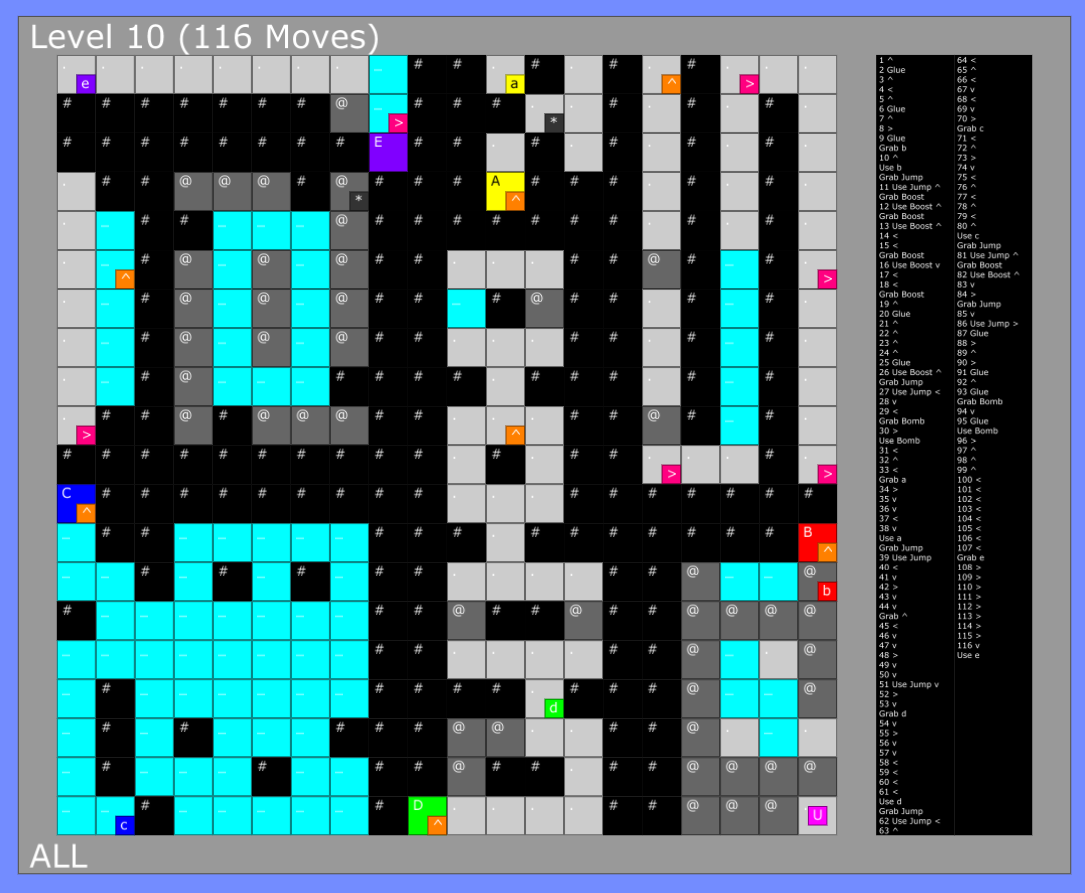 Level 10 (116 Moves)
. . . . . . . . _ # # . # . # . # . . .
e a ^ >
# # # # # # # @ _ # # # . . # . # . # .
> *
# # # # # # # # E # # . # . # . # . # .
. # # @ @ @ # @ # # # A # # # . # . # .
* ^
. _ # # _ _ _ @ # # # # # # # . # . # .
. _ # @ _ @ _ @ # # . . . # # @ # _ # .
^ >
. _ # @ _ @ _ @ # # _ # @ # # . # _ # .
. _ # @ _ @ _ @ # # . . . # # . # _ # .
. _ # @ _ _ _ # # # # . # # # . # _ # .
. # # @ # @ @ @ # # . . . # # @ # _ # .
> ^
# # # # # # # # # # . # . # # . . . # .
> >
C # # # # # # # # # . . . # # # # # # #
^
_ # # _ _ _ _ _ # # # . # # # # # # # B
^
_ _ # _ # _ # _ # # . . . . # # @ _ _ @
b
# _ _ _ _ _ _ _ # # @ # # @ # # @ @ @ @
_ _ _ _ _ _ _ _ # # . . . . # # @ _ . @
_ # _ _ _ _ _ _ # # # # . # # # @ _ _ @
d
_ # _ # _ _ _ # # # @ @ . . # # @ . _ .
_ # _ _ _ # _ _ # # @ # # . # # @ @ @ @
_ _ # _ _ _ _ _ # D . . . . # # @ @ @ .
c ^ U
ALL
1 ^
2 Glue
3 ^
4 <
5 ^
6 Glue
7 ^
8 >
9 Glue
Grab b
10 ^
Use b
Grab Jump
11 Use Jump ^
Grab Boost
12 Use Boost ^
Grab Boost
13 Use Boost ^
14 <
15 <
Grab Boost
16 Use Boost v
17 <
18 <
Grab Boost
19 ^
20 Glue
21 ^
22 ^
23 ^
24 ^
25 Glue
26 Use Boost ^
Grab Jump
27 Use Jump <
28 v
29 <
Grab Bomb
30 >
Use Bomb
31 <
32 ^
33 <
Grab a
34 >
35 v
36 v
37 <
38 v
Use a
Grab Jump
39 Use Jump
40 <
41 v
42 >
43 v
44 v
Grab ^
45 <
46 v
47 v
48 >
49 v
50 v
51 Use Jump v
52 >
53 v
Grab d
54 v
55 >
56 v
57 v
58 <
59 <
60 <
61 <
Use d
Grab Jump
62 Use Jump <
63 ^
64 <
65 ^
66 <
67 v
68 <
69 v
70 >
Grab c
71 <
72 ^
73 >
74 v
75 <
76 ^
77 <
78 ^
79 <
80 ^
Use c
Grab Jump
81 Use Jump ^
Grab Boost
82 Use Boost ^
83 v
84 >
Grab Jump
85 v
86 Use Jump >
87 Glue
88 >
89 ^
90 >
91 Glue
92 ^
93 Glue
Grab Bomb
94 v
95 Glue
Use Bomb
96 >
97 ^
98 ^
99 ^
100 <
101 <
102 <
103 <
104 <
105 <
106 <
107 <
Grab e
108 >
109 >
110 >
111 >
112 >
113 >
114 >
115 >
116 v
Use e